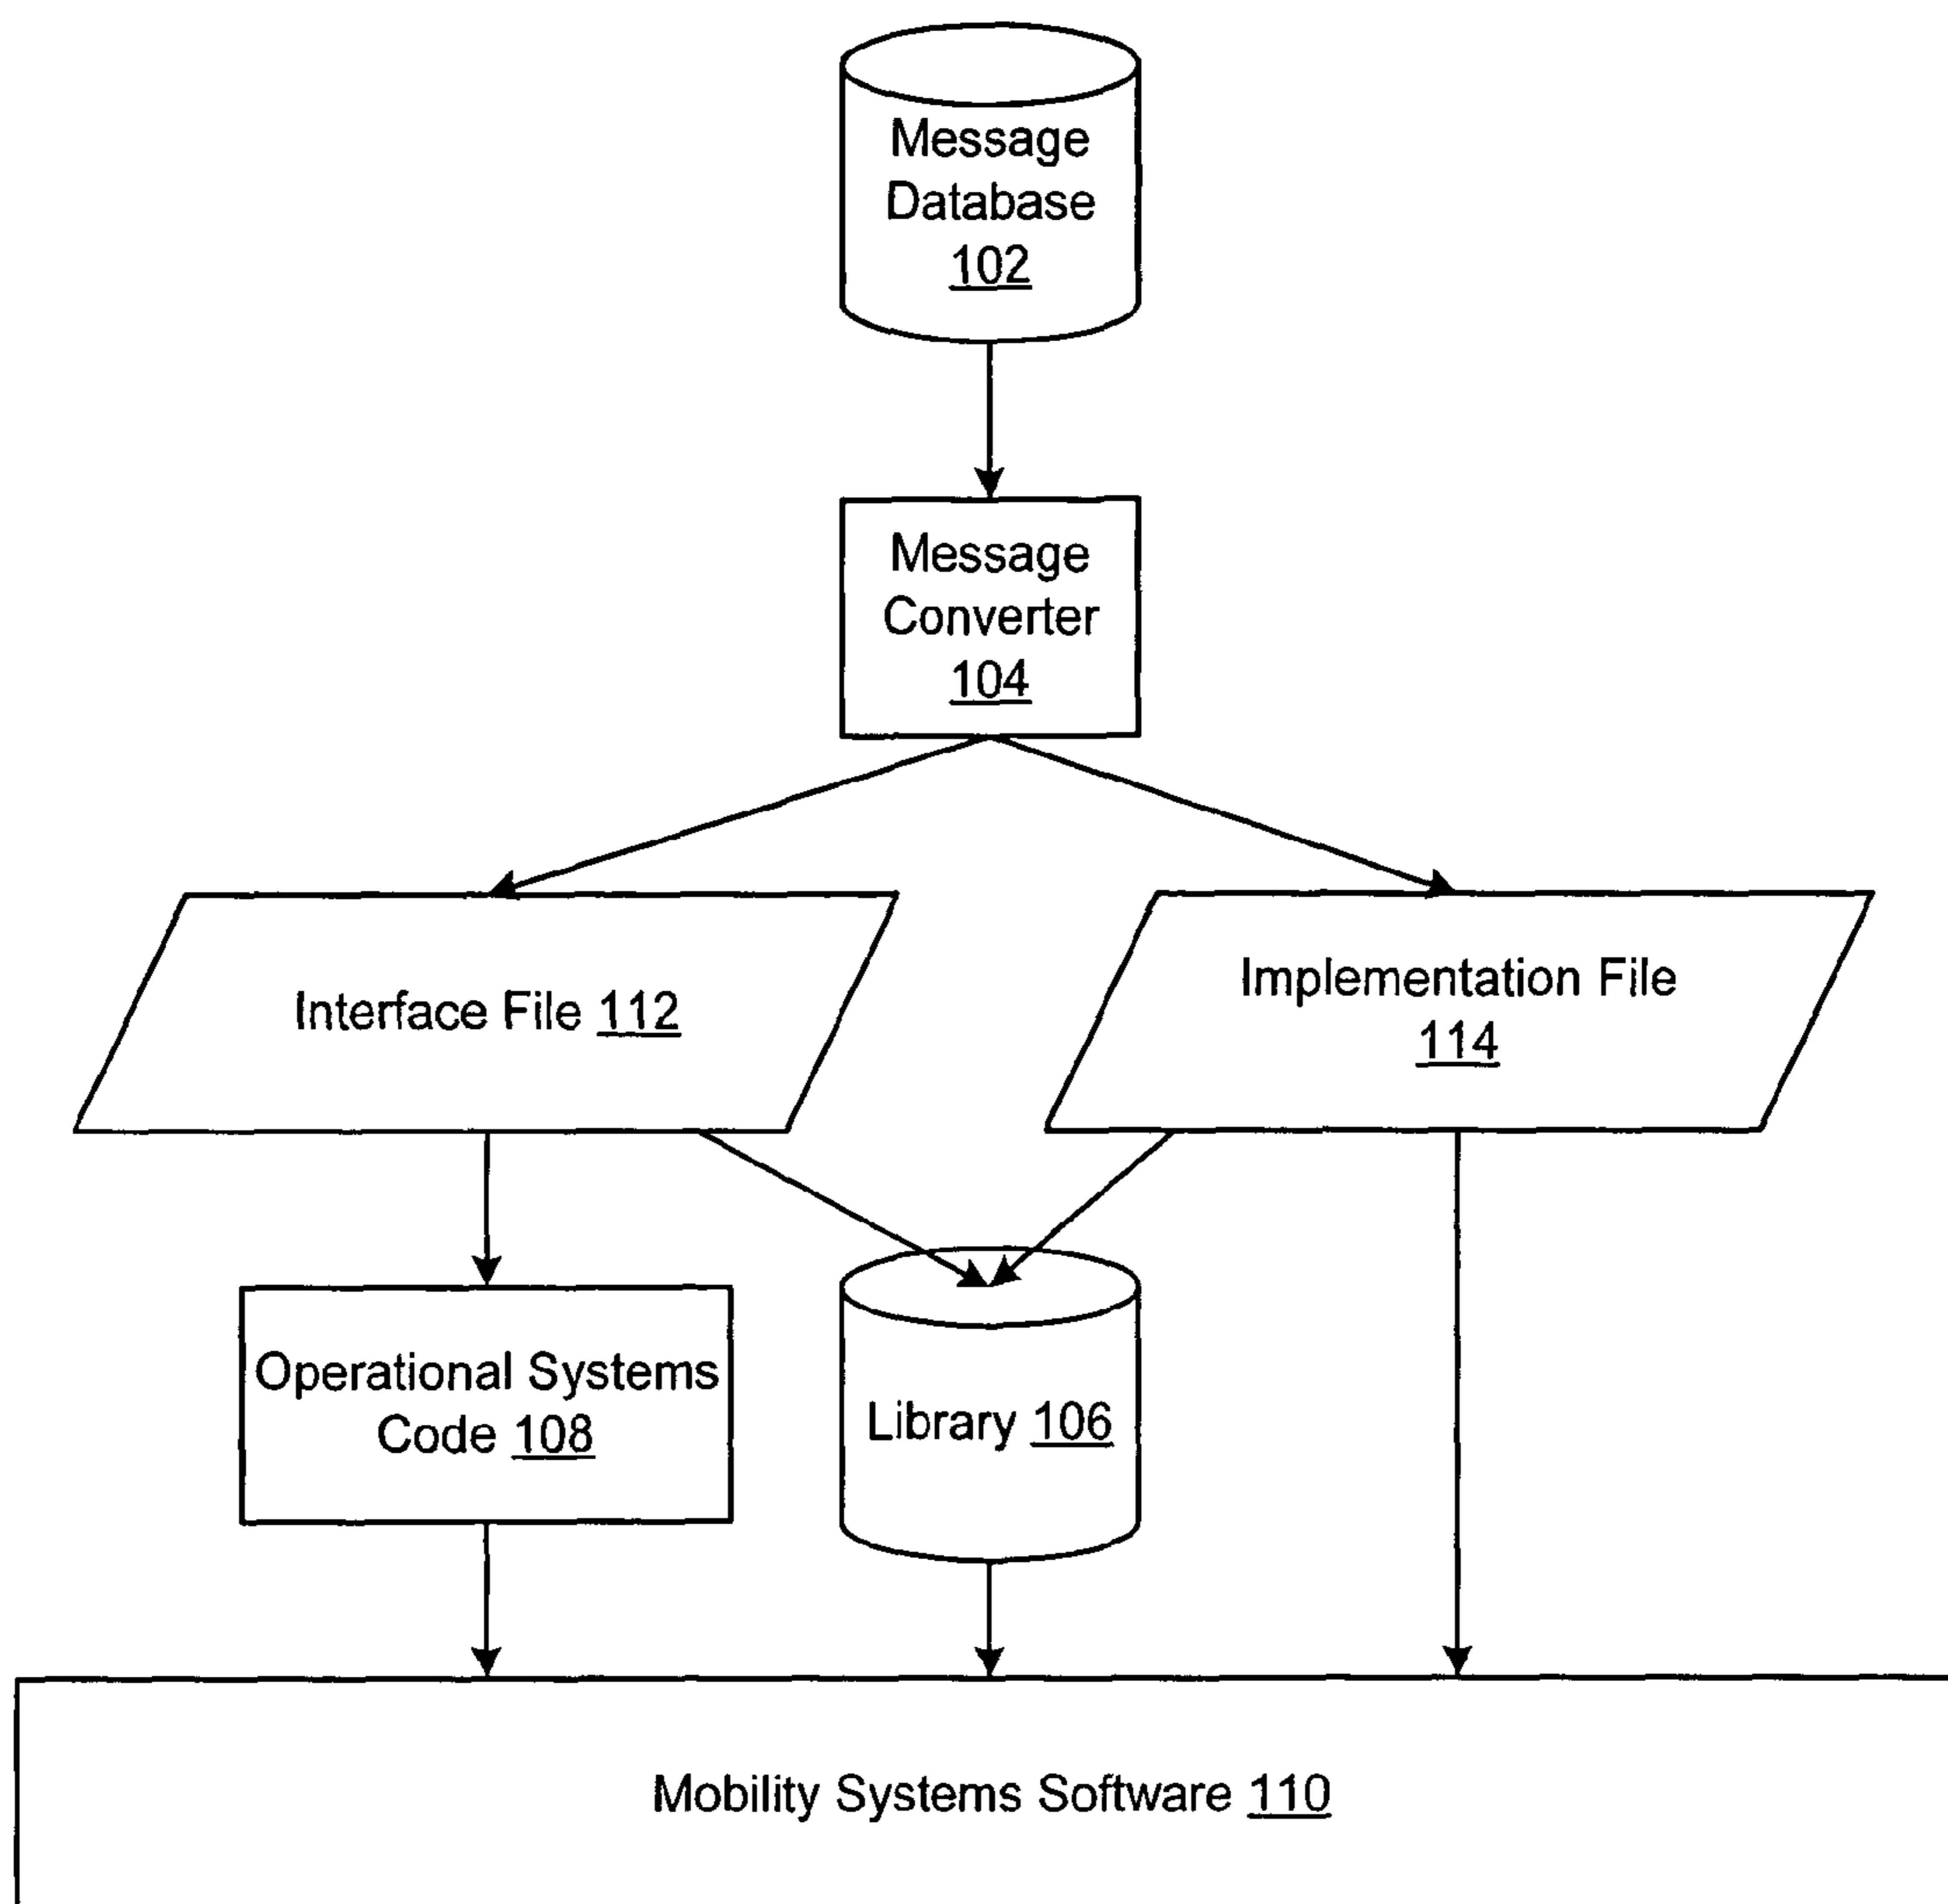 Message
Database
102
Message
Converter
104
Interface File 112
Implementation File
114
Operational Systems
Code 108
Library 106
Mobility Systems Software 110